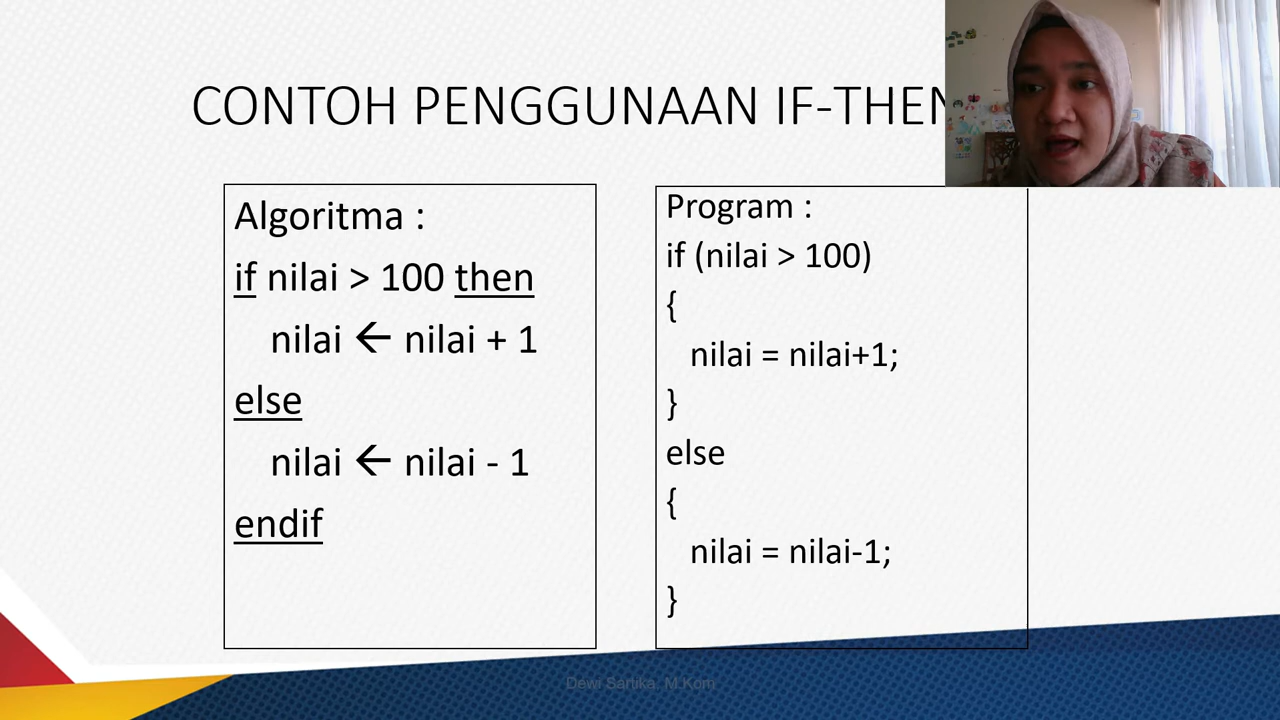 CONTOH PENGGUNAAN IF-THEN
Algoritma :
if nilai > 100 then
nilai ← nilai + 1
else
nilai ← nilai - 1
endif
Program :
if (nilai > 100)
{
nilai = nilai+1;
}
else
{
nilai = nilai-1;
}
Dewi Sartika, M.Kom